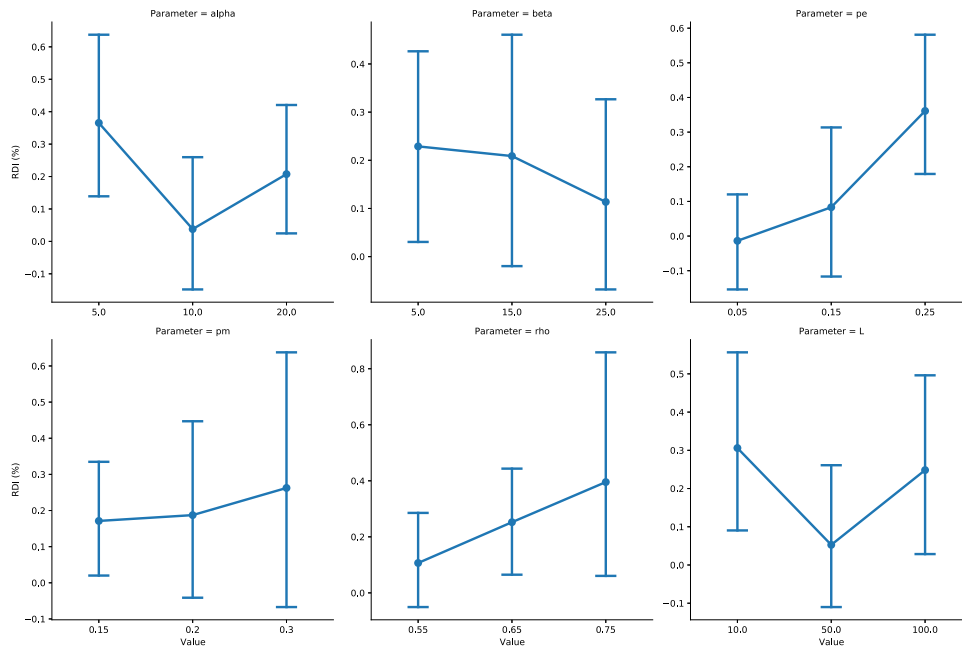 Parameter = alpha
RDI (%)
0.6
0.5
0.4
0.3
0.2
0.1
0.0
−0.1
5.0 10.0 20.0
Parameter = beta
0.4
0.3
0.2
0.1
0.0
5.0 15.0 25.0
Parameter = pe
0.6
0.5
0.4
0.3
0.2
0.1
0.0
−0.1
0.05 0.15 0.25
Parameter = pm
RDI (%)
0.6
0.5
0.4
0.3
0.2
0.1
0.0
−0.1
0.15 0.2 0.3
Value
Parameter = rho
0.8
0.6
0.4
0.2
0.0
0.55 0.65 0.75
Value
Parameter = L
0.5
0.4
0.3
0.2
0.1
0.0
−0.1
10.0 50.0 100.0
Value